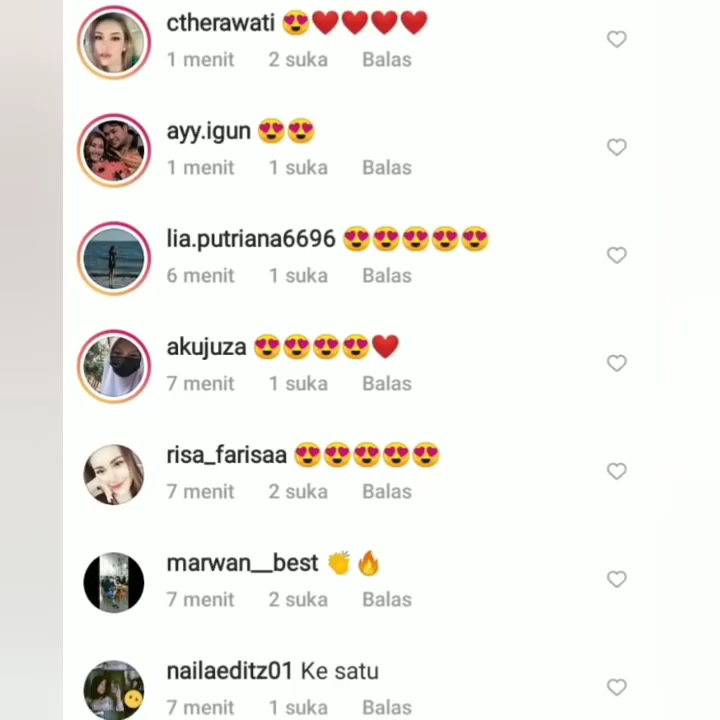 ctherawati 😍❤️❤️❤️❤️
1 menit 2 suka Balas
ayy.igun 😍😍
1 menit 1 suka Balas
lia.putriana6696 😍😍😍😍😍
6 menit 1 suka Balas
akujuza 😍😍😍😍❤️
7 menit 1 suka Balas
risa_farisaa 😍😍😍😍😍
7 menit 2 suka Balas
marwan__best 👏🔥
7 menit 2 suka Balas
nailaeditz01 Ke satu
7 menit 1 suka Balas